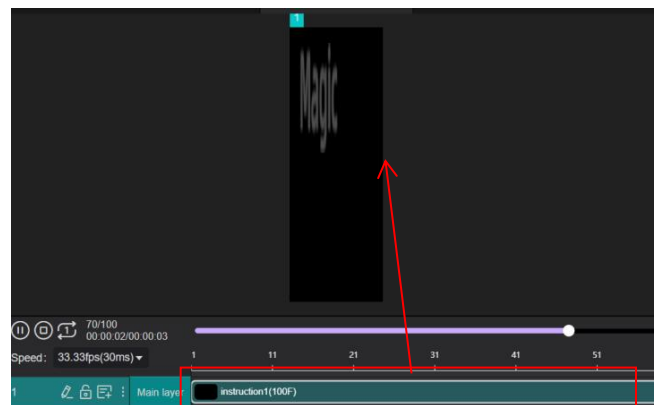 1
Magic
70/100
00:00:02/00:00:03
Speed: 33.33fps(30ms)
1 11 21 31 41 51
1 Main layer instruction1(100F)